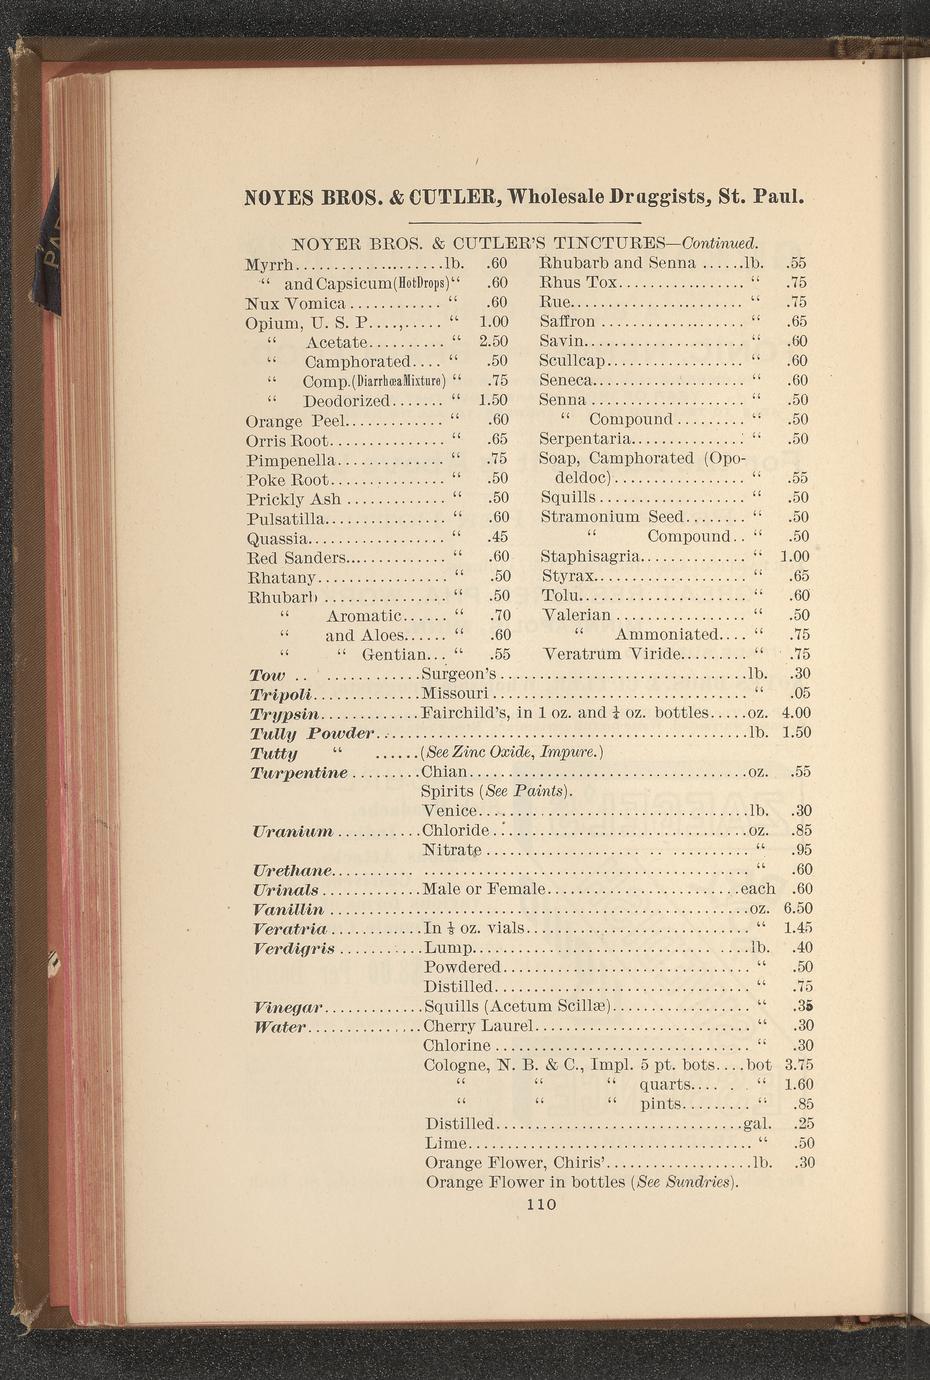 NOYES BROS. & CUTLER, Wholesale Druggists, St. Paul.
NOYER BROS. & CUTLER'S TINCTURES—Continued.
Myrrh....................lb. .60
“ and Capsicum(HotDrops)“ .60
Nux Vomica............ “ .60
Opium, U. S. P....,..... “ 1.00
“ Acetate.......... “ 2.50
“ Camphorated.... “ .50
“ Comp.(DiarrhœaMixture) “ .75
“ Deodorized....... “ 1.50
Orange Peel............. “ .60
Orris Root............... “ .65
Pimpenella.............. “ .75
Poke Root............... “ .50
Prickly Ash ............. “ .50
Pulsatilla................ “ .60
Quassia.................. “ .45
Red Sanders............. “ .60
Rhatany................. “ .50
Rhubarb ................ “ .50
“ Aromatic...... “ .70
“ and Aloes...... “ .60
“ “ Gentian... “ .55
Rhubarb and Senna ......lb. .55
Rhus Tox................ “ .75
Rue...................... “ .75
Saffron .................. “ .65
Savin.................... “ .60
Scullcap................. “ .60
Seneca................... “ .60
Senna ................... “ .50
“ Compound ......... “ .50
Serpentaria.............. “ .50
Soap, Camphorated (Opo-
deldoc)................. “ .55
Squills................... “ .50
Stramonium Seed........ “ .50
“ Compound.. “ .50
Staphisagria............. “ 1.00
Styrax................... “ .65
Tolu..................... “ .60
Valerian ................. “ .50
“ Ammoniated.... “ .75
Veratrum Viride......... “ .75
Tow .. ............Surgeon's................................lb. .30
Tripoli.............Missouri ................................. “ .05
Trypsin............Fairchild's, in 1 oz. and ¼ oz. bottles.....oz. 4.00
Tully Powder..............................................lb. 1.50
Tutty “ ......(See Zinc Oxide, Impure.)
Turpentine .........Chian...................................oz. .55
Spirits (See Paints).
Venice..................................lb. .30
Uranium...........Chloride.................................oz. .85
Nitrate .................................. “ .95
Urethane.......... ....................................... “ .60
Urinals............Male or Female........................each .60
Vanillin ..................................................oz. 6.50
Veratria...........In ⅛ oz. vials............................ “ 1.45
Verdigris ..........Lump...................................lb. .40
Powdered............................... “ .50
Distilled................................ “ .75
Vinegar............Squills (Acetum Scillæ)................. “ .35
Water..............Cherry Laurel........................... “ .30
Chlorine ................................ “ .30
Cologne, N. B. & C., Impl. 5 pt. bots....bot 3.75
“ “ “ quarts.... . “ 1.60
“ “ “ pints......... “ .85
Distilled...............................gal. .25
Lime.................................... “ .50
Orange Flower, Chiris'...................lb. .30
Orange Flower in bottles (See Sundries).
110